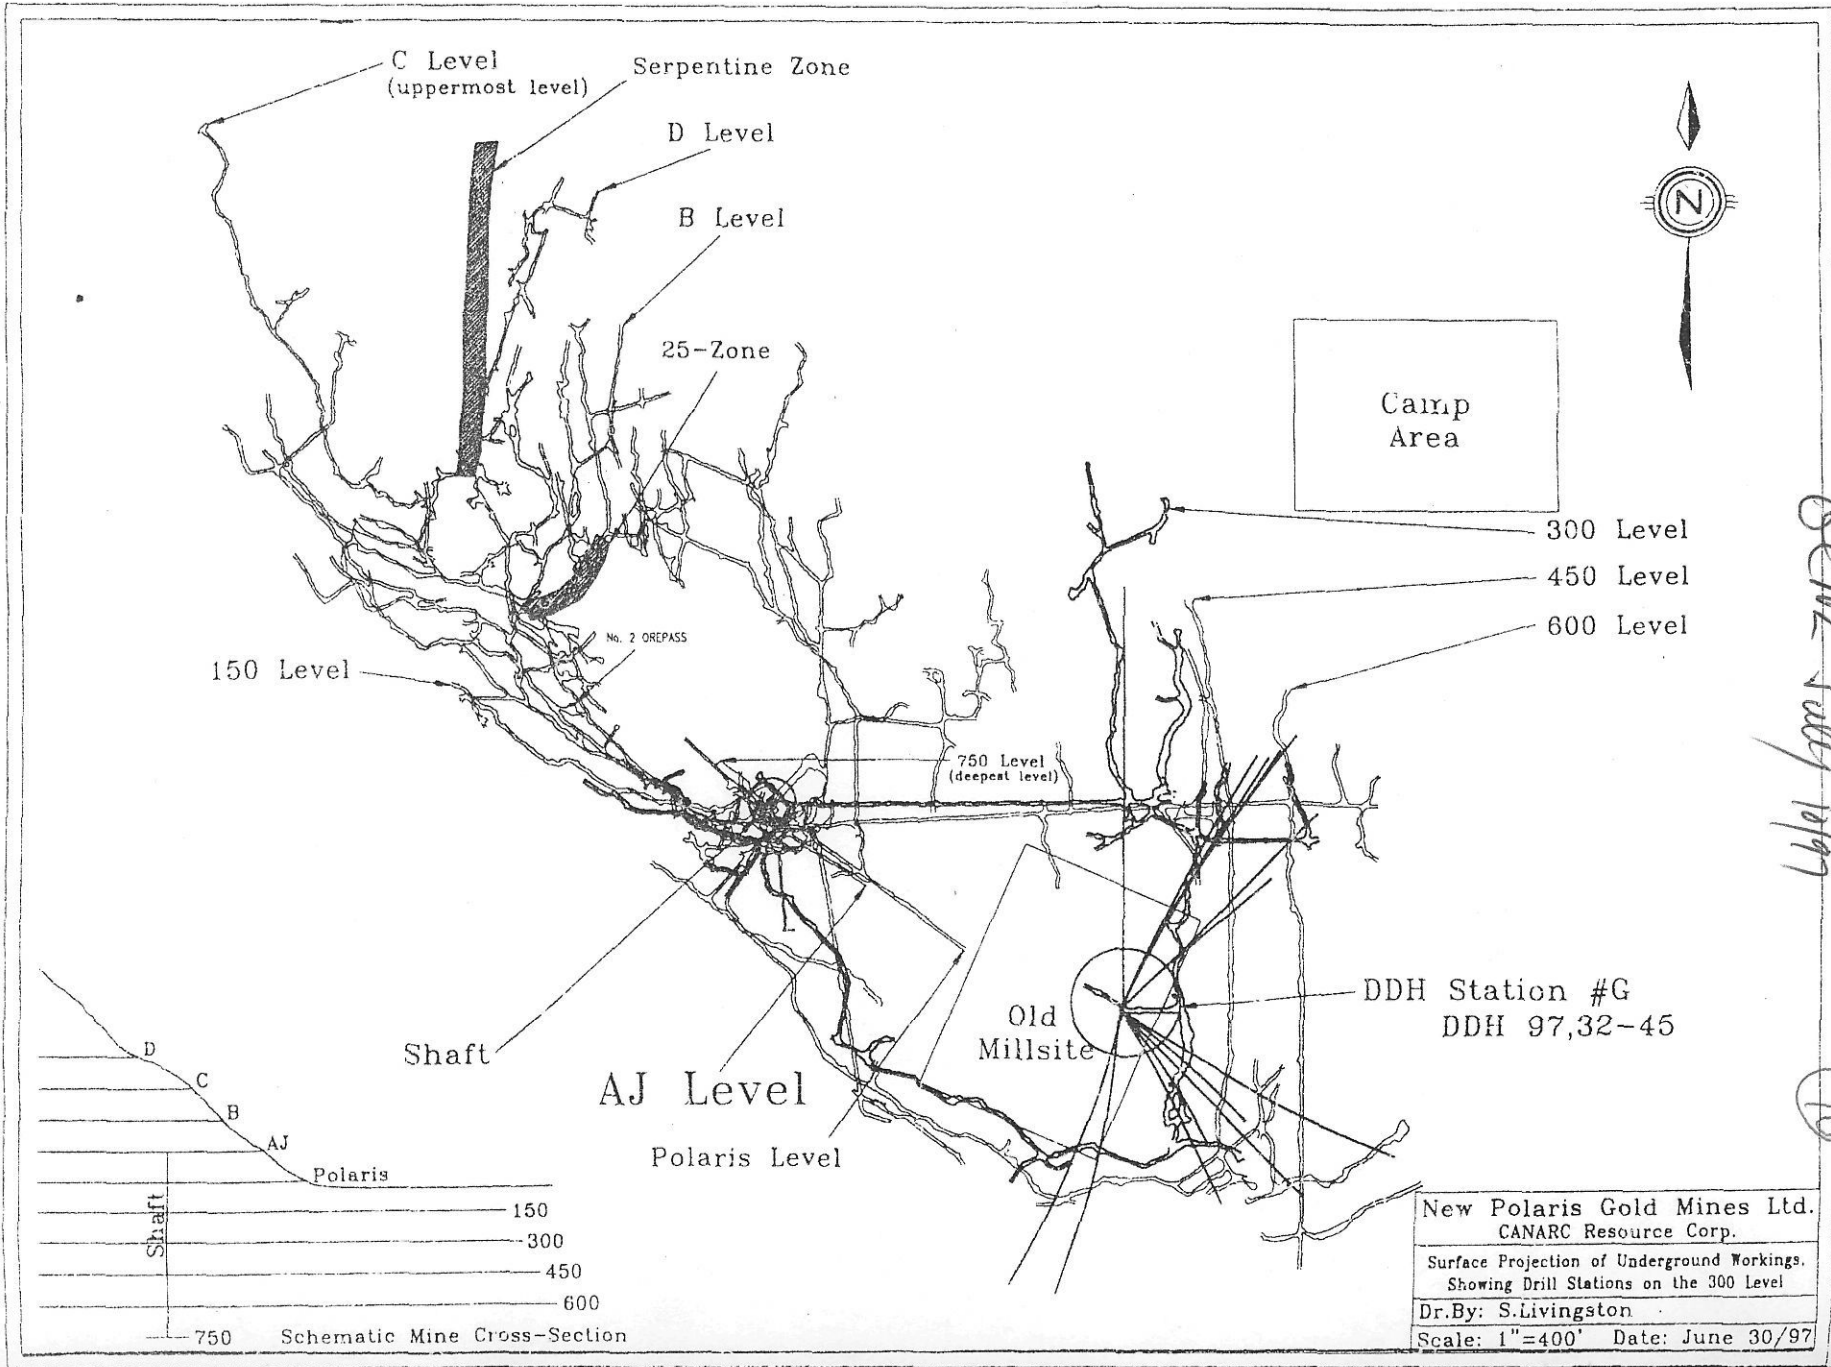 C Level
(uppermost level)
Serpentine Zone
D Level
B Level
25-Zone
N
Camp
Area
300 Level
450 Level
600 Level
No. 2 OREPASS
150 Level
750 Level
(deepest level)
DDH Station #G
DDH 97,32-45
Old
Millsite
Shaft
AJ Level
Polaris Level
D
C
B
AJ
Polaris
Shaft
150
300
450
600
750
Schematic Mine Cross-Section
New Polaris Gold Mines Ltd.
CANARC Resource Corp.
Surface Projection of Underground Workings,
Showing Drill Stations on the 300 Level
Dr.By: S.Livingston
Scale: 1"=400' Date: June 30/97
July 16/97